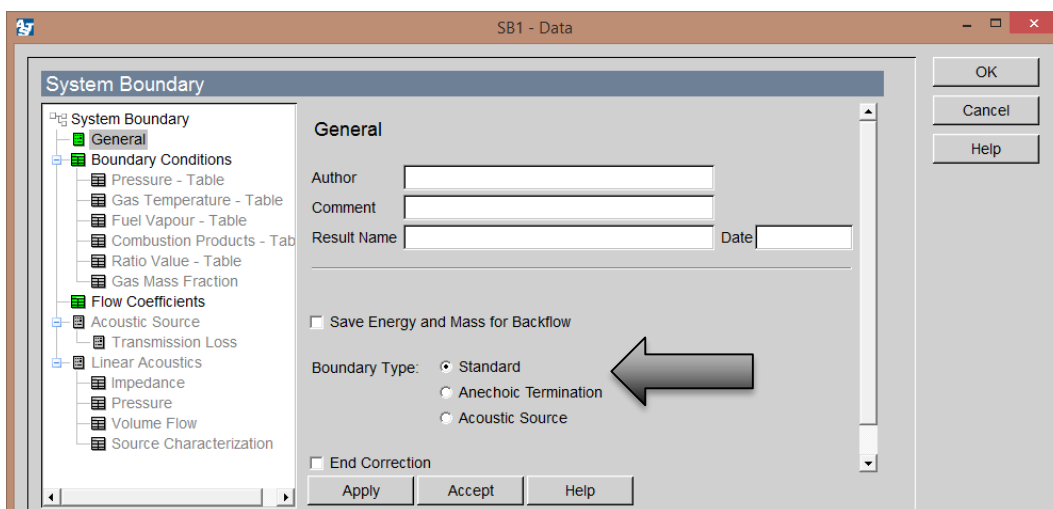 SB1 - Data
System Boundary
OK
Cancel
Help
System Boundary
General
Boundary Conditions
Pressure - Table
Gas Temperature - Table
Fuel Vapour - Table
Combustion Products - Tab
Ratio Value - Table
Gas Mass Fraction
Flow Coefficients
Acoustic Source
Transmission Loss
Linear Acoustics
Impedance
Pressure
Volume Flow
Source Characterization
General
Author
Comment
Result Name Date
Save Energy and Mass for Backflow
Boundary Type: Standard
Anechoic Termination
Acoustic Source
End Correction
Apply Accept Help